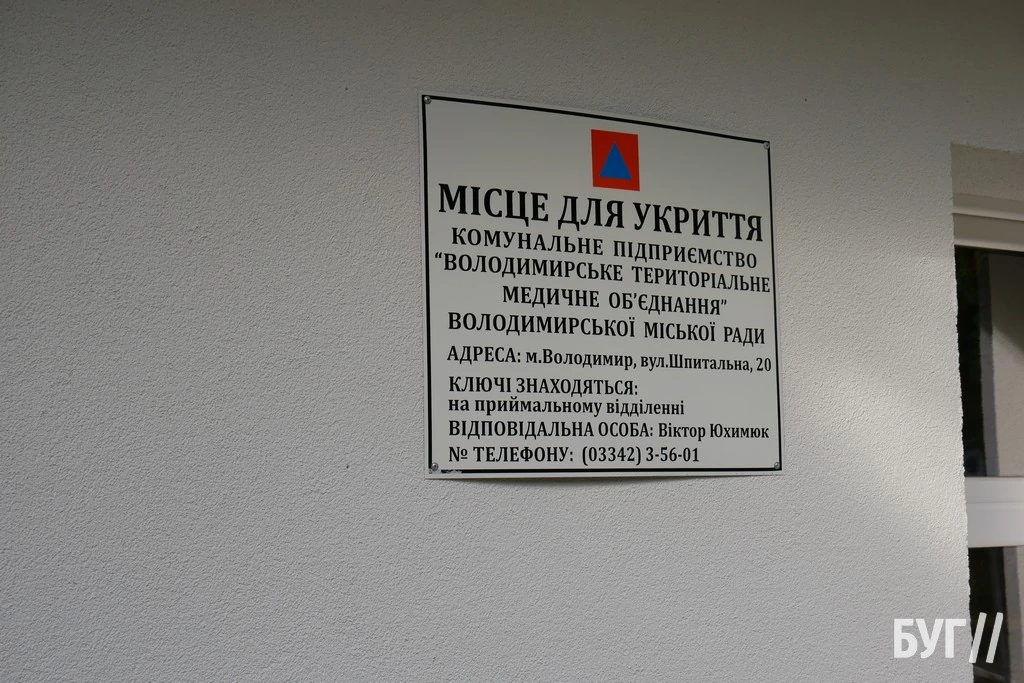 МІСЦЕ ДЛЯ УКРИТТЯ
КОМУНАЛЬНЕ ПІДПРИЄМСТВО
“ВОЛОДИМИРСЬКЕ ТЕРИТОРІАЛЬНЕ
МЕДИЧНЕ ОБ’ЄДНАННЯ”
ВОЛОДИМИРСЬКОЇ МІСЬКОЇ РАДИ
АДРЕСА: м.Володимир, вул.Шпитальна, 20
КЛЮЧІ ЗНАХОДЯТЬСЯ:
на приймальному відділенні
ВІДПОВІДАЛЬНА ОСОБА: Віктор Юхимюк
№ ТЕЛЕФОНУ: (03342) 3-56-01
БУГ//